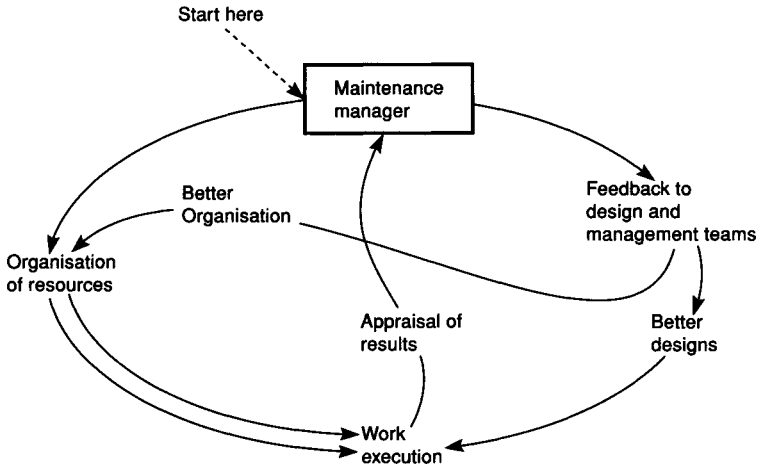 Start here
Maintenance
manager
Better
Organisation
Feedback to
design and
management teams
Organisation
of resources
Appraisal of
results
Better
designs
Work
execution